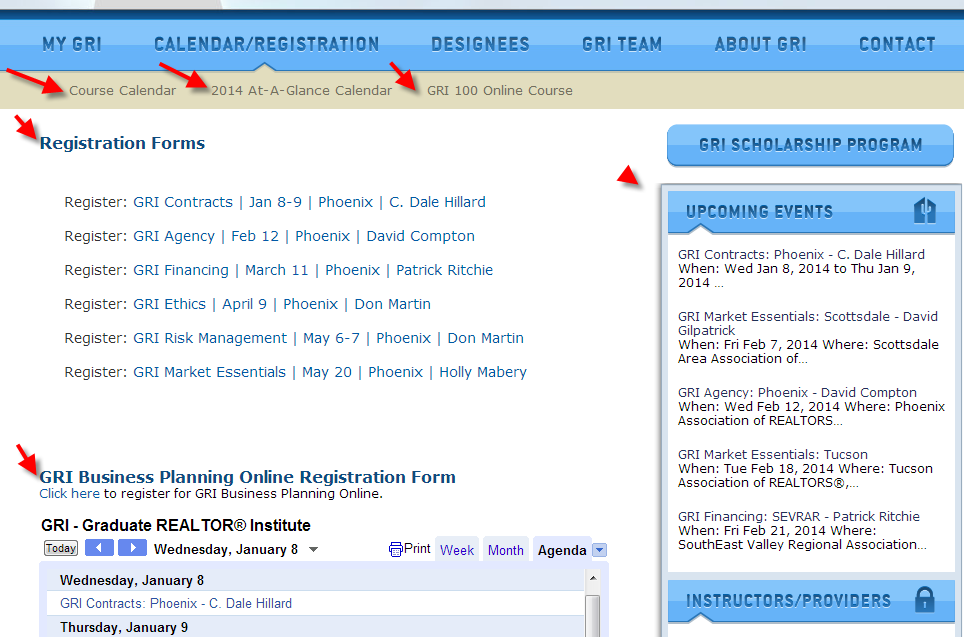 MY GRI CALENDAR/REGISTRATION DESIGNEES GRI TEAM ABOUT GRI CONTACT
Course Calendar 2014 At-A-Glance Calendar GRI 100 Online Course
Registration Forms
Register: GRI Contracts | Jan 8-9 | Phoenix | C. Dale Hillard
Register: GRI Agency | Feb 12 | Phoenix | David Compton
Register: GRI Financing | March 11 | Phoenix | Patrick Ritchie
Register: GRI Ethics | April 9 | Phoenix | Don Martin
Register: GRI Risk Management | May 6-7 | Phoenix | Don Martin
Register: GRI Market Essentials | May 20 | Phoenix | Holly Mabery
GRI Business Planning Online Registration Form
Click here to register for GRI Business Planning Online.
GRI - Graduate REALTOR® Institute
Today Wednesday, January 8 Print Week Month Agenda
Wednesday, January 8
GRI Contracts: Phoenix - C. Dale Hillard
Thursday, January 9
GRI SCHOLARSHIP PROGRAM
UPCOMING EVENTS
GRI Contracts: Phoenix - C. Dale Hillard
When: Wed Jan 8, 2014 to Thu Jan 9,
2014 ...
GRI Market Essentials: Scottsdale - David
Gilpatrick
When: Fri Feb 7, 2014 Where: Scottsdale
Area Association of...
GRI Agency: Phoenix - David Compton
When: Wed Feb 12, 2014 Where: Phoenix
Association of REALTORS...
GRI Market Essentials: Tucson
When: Tue Feb 18, 2014 Where: Tucson
Association of REALTORS®,...
GRI Financing: SEVRAR - Patrick Ritchie
When: Fri Feb 21, 2014 Where:
SouthEast Valley Regional Association...
INSTRUCTORS/PROVIDERS